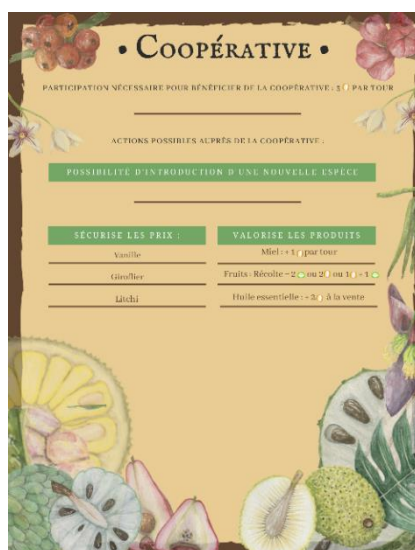 • COOPÉRATIVE •
PARTICIPATION NÉCESSAIRE POUR BÉNÉFICIER DE LA COOPÉRATIVE : 3 PAR TOUR
ACTIONS POSSIBLES AUPRÈS DE LA COOPÉRATIVE :
POSSIBILITÉ D'INTRODUCTION D'UNE NOUVELLE ESPÈCE
SÉCURISE LES PRIX :
Vanille
Giroflier
Litchi
VALORISE LES PRODUITS
Miel : + 1 par tour
Fruits : Récolte = 2 ou 2 ou 1 + 1
Huile essentielle : + 2 à la vente